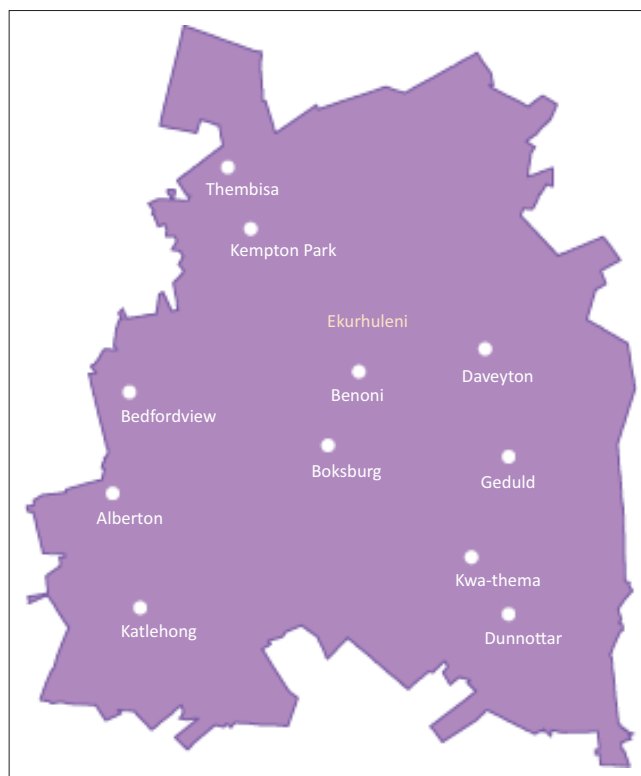 Thembisa
Kempton Park
Ekurhuleni
Daveyton
Benoni
Bedfordview
Boksburg
Geduld
Alberton
Kwa-thema
Katlehong
Dunnottar